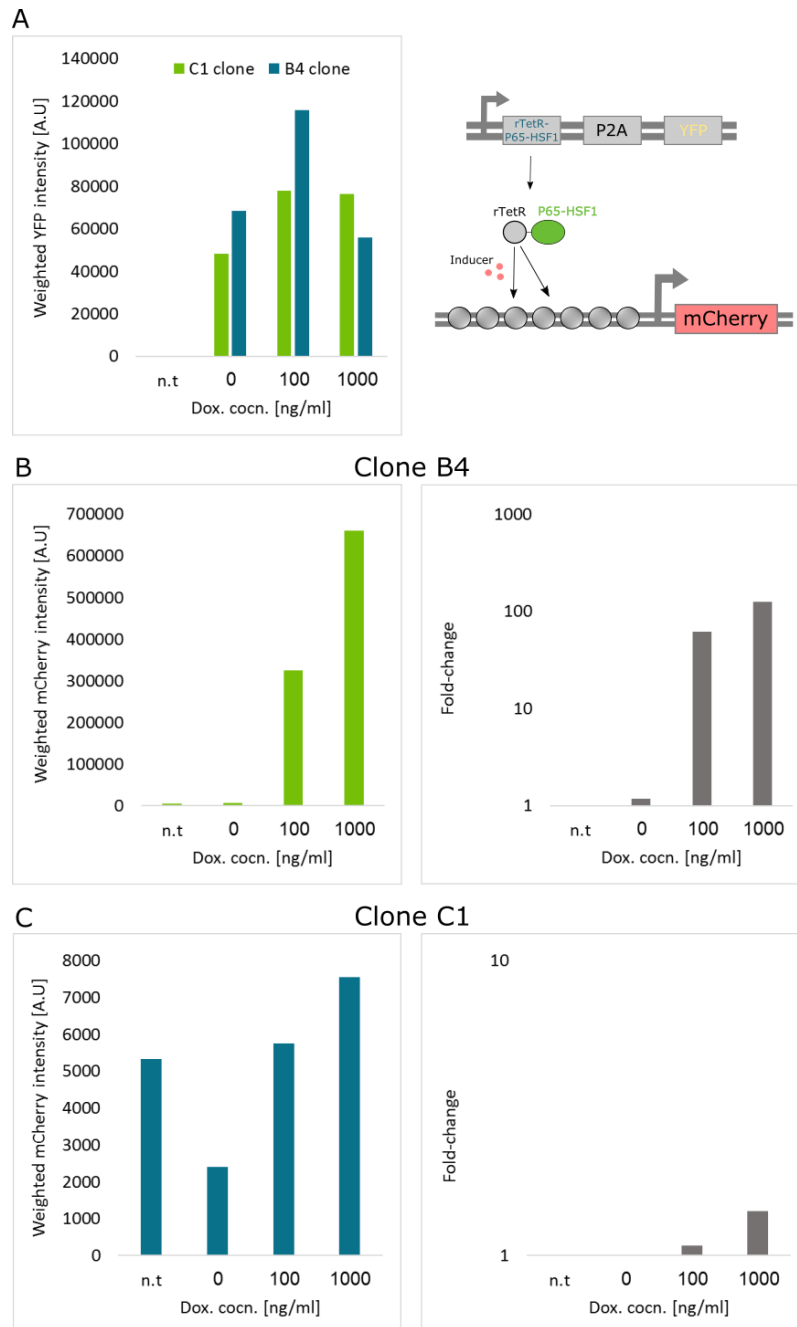 A
Weighted YFP intensity [A.U]
140000
120000
100000
80000
60000
40000
20000
0
C1 clone
B4 clone
n.t 0 100 1000
Dox. cocn. [ng/ml]
rTetR-
P65-HSF1
P2A
YFP
rTetR P65-HSF1
Inducer
mCherry
B
Clone B4
Weighted mCherry intensity [A.U]
700000
600000
500000
400000
300000
200000
100000
0
n.t 0 100 1000
Dox. cocn. [ng/ml]
Fold-change
1000
100
10
1
n.t 0 100 1000
Dox. cocn. [ng/ml]
C
Clone C1
Weighted mCherry intensity [A.U]
8000
7000
6000
5000
4000
3000
2000
1000
0
n.t 0 100 1000
Dox. cocn. [ng/ml]
Fold-change
10
1
n.t 0 100 1000
Dox. cocn. [ng/ml]